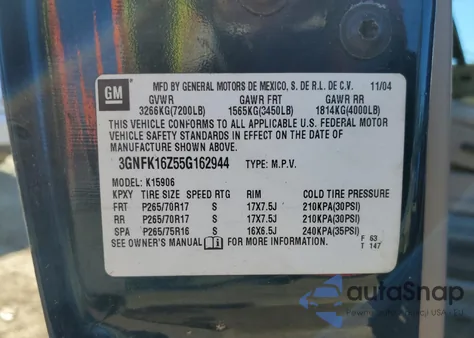 GM
MFD BY GENERAL MOTORS DE MEXICO, S. DE R.L. DE C.V. 11/04
GVWR GAWR FRT GAWR RR
3266KG(7200LB) 1565KG(3450LB) 1814KG(4000LB)
THIS VEHICLE CONFORMS TO ALL APPLICABLE U.S. FEDERAL MOTOR
VEHICLE SAFETY STANDARDS IN EFFECT ON THE DATE OF
MANUFACTURE SHOWN ABOVE.
3GNFK16Z55G162944 TYPE: M.P.V.
MODEL: K15906
KPXY TIRE SIZE SPEED RTG RIM COLD TIRE PRESSURE
FRT P265/70R17 S 17X7.5J 210KPA(30PSI)
RR P265/70R17 S 17X7.5J 210KPA(30PSI)
SPA P265/75R16 S 16X6.5J 240KPA(35PSI)
SEE OWNER'S MANUAL FOR MORE INFORMATION F 63
T 147
autoSnap